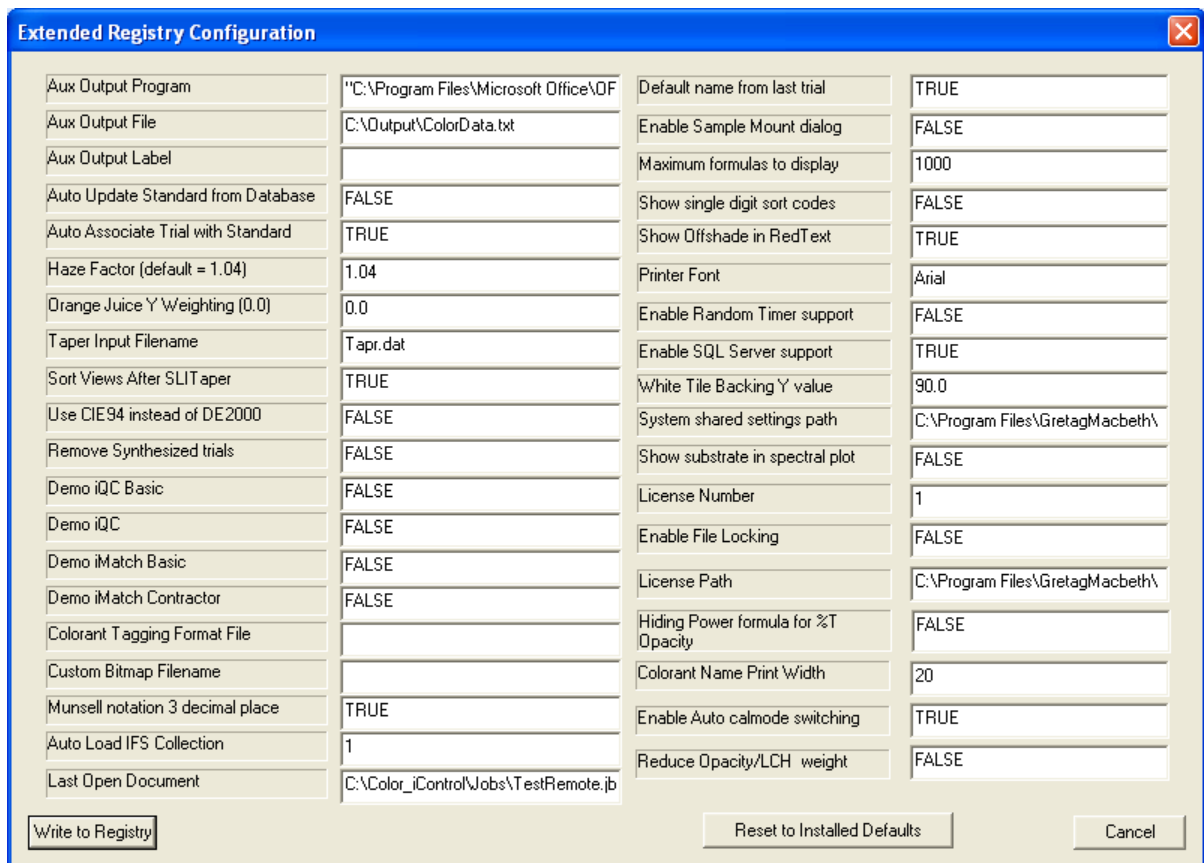 Extended Registry Configuration
Aux Output Program
"C:\Program Files\Microsoft Office\OF
Aux Output File
C:\Output\ColorData.txt
Aux Output Label
Auto Update Standard from Database
FALSE
Auto Associate Trial with Standard
TRUE
Haze Factor (default = 1.04)
1.04
Orange Juice Y Weighting (0.0)
0.0
Taper Input Filename
Tapr.dat
Sort Views After SLITaper
TRUE
Use CIE94 instead of DE2000
FALSE
Remove Synthesized trials
FALSE
Demo iQC Basic
FALSE
Demo iQC
FALSE
Demo iMatch Basic
FALSE
Demo iMatch Contractor
FALSE
Colorant Tagging Format File
Custom Bitmap Filename
Munsell notation 3 decimal place
TRUE
Auto Load IFS Collection
1
Last Open Document
C:\Color_iControl\Jobs\TestRemote.jb
Default name from last trial
TRUE
Enable Sample Mount dialog
FALSE
Maximum formulas to display
1000
Show single digit sort codes
FALSE
Show Offshade in RedText
TRUE
Printer Font
Arial
Enable Random Timer support
FALSE
Enable SQL Server support
TRUE
White Tile Backing Y value
90.0
System shared settings path
C:\Program Files\GretagMacbeth\
Show substrate in spectral plot
FALSE
License Number
1
Enable File Locking
FALSE
License Path
C:\Program Files\GretagMacbeth\
Hiding Power formula for %T
Opacity
FALSE
Colorant Name Print Width
20
Enable Auto calmode switching
TRUE
Reduce Opacity/LCH weight
FALSE
Write to Registry
Reset to Installed Defaults
Cancel